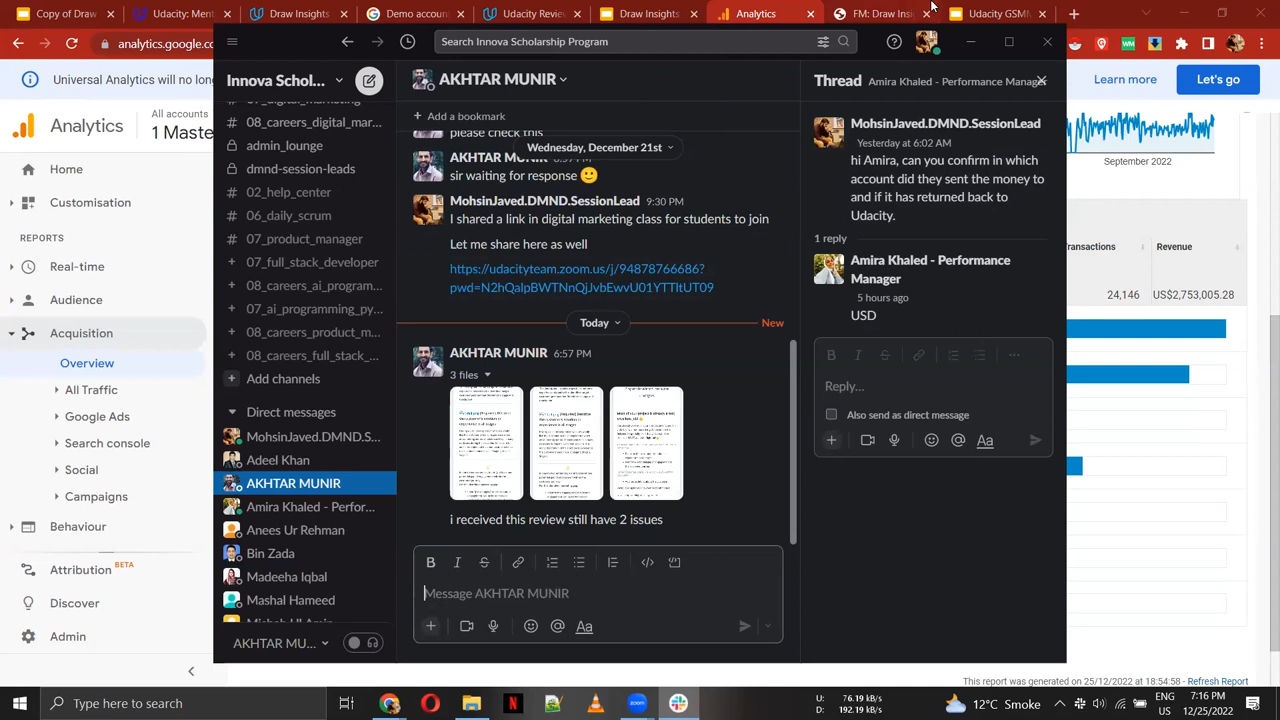 Copy of Draw
Udacity: Ment
Draw Insights
Demo accoun
Udacity Review
Draw Insights
Analytics
FM: Draw Insi
Udacity GSMN
analytics.google.co
Universal Analytics will no lon
Learn more
Let's go
Analytics
All accounts
1 Maste
Home
Customisation
REPORTS
Real-time
Audience
Acquisition
Overview
All Traffic
Google Ads
Search console
Social
Campaigns
Behaviour
Attribution BETA
Discover
Admin
Search Innova Scholarship Program
Innova Schol...
07_digital_marketing
08_careers_digital_mar...
admin_lounge
dmnd-session-leads
02_help_center
06_daily_scrum
07_product_manager
07_full_stack_developer
08_careers_ai_program...
07_ai_programming_py...
08_careers_product_m...
08_careers_full_stack_...
Add channels
Direct messages
MohsinJaved.DMND.S...
Adeel Khan
AKHTAR MUNIR
Amira Khaled - Perfor...
Anees Ur Rehman
Bin Zada
Madeeha Iqbal
Mashal Hameed
AKHTAR MU...
AKHTAR MUNIR
Add a bookmark
please check this
Wednesday, December 21st
AKHTAR MUNIR
sir waiting for response 🙂
MohsinJaved.DMND.SessionLead 9:30 PM
I shared a link in digital marketing class for students to join
Let me share here as well
https://udacityteam.zoom.us/j/94878766686?
pwd=N2hQalpBWTNnQjJvbEwvU01YTTItUT09
Today
New
AKHTAR MUNIR 6:57 PM
3 files
i received this review still have 2 issues
Message AKHTAR MUNIR
Thread Amira Khaled - Performance Manager
MohsinJaved.DMND.SessionLead
Yesterday at 6:02 AM
hi Amira, can you confirm in which
account did they sent the money to
and if it has returned back to
Udacity.
1 reply
Amira Khaled - Performance
Manager
5 hours ago
USD
Reply...
Also send as direct message
September 2022
Transactions
Revenue
24,146
US$2,753,005.28
This report was generated on 25/12/2022 at 18:54:58 - Refresh Report
Type here to search
U: 76.19 kB/s
D: 192.19 kB/s
12°C Smoke
ENG
US
7:16 PM
12/25/2022